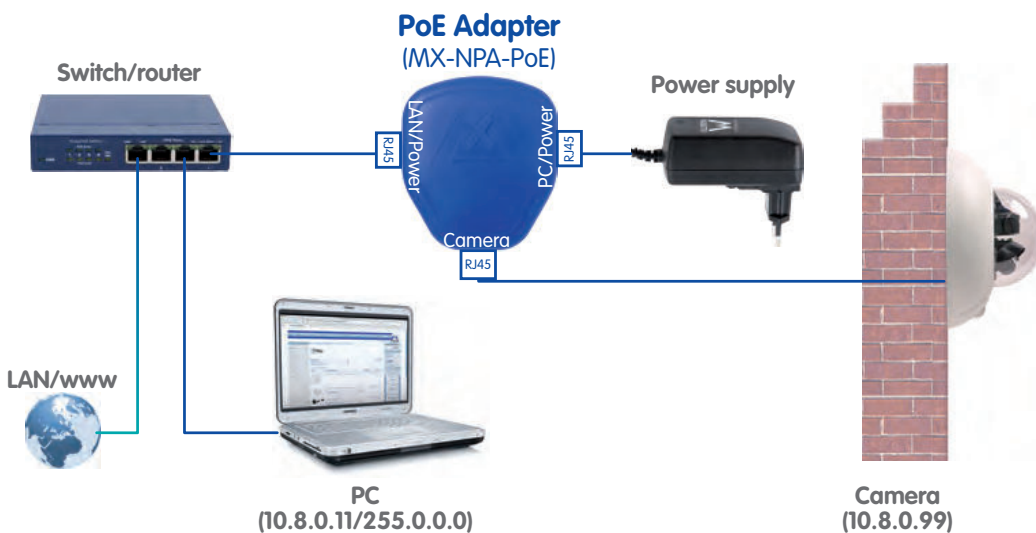 PoE Adapter
(MX-NPA-PoE)
Switch/router
Power supply
LAN/Power
RJ45
PC/Power
RJ45
Camera
RJ45
LAN/www
PC
(10.8.0.11/255.0.0.0)
Camera
(10.8.0.99)